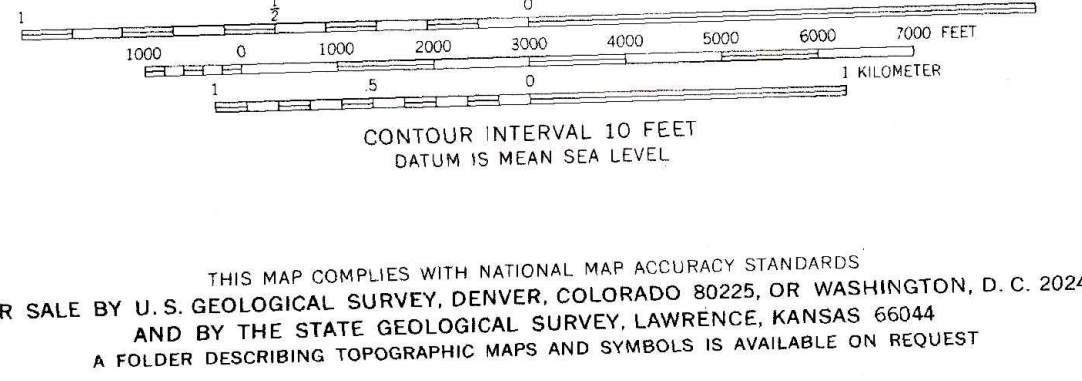 1 ½ 0
1000 0 1000 2000 3000 4000 5000 6000 7000 FEET
1 .5 0 1 KILOMETER
CONTOUR INTERVAL 10 FEET
DATUM IS MEAN SEA LEVEL
THIS MAP COMPLIES WITH NATIONAL MAP ACCURACY STANDARDS
R SALE BY U. S. GEOLOGICAL SURVEY, DENVER, COLORADO 80225, OR WASHINGTON, D. C. 2024
AND BY THE STATE GEOLOGICAL SURVEY, LAWRENCE, KANSAS 66044
A FOLDER DESCRIBING TOPOGRAPHIC MAPS AND SYMBOLS IS AVAILABLE ON REQUEST